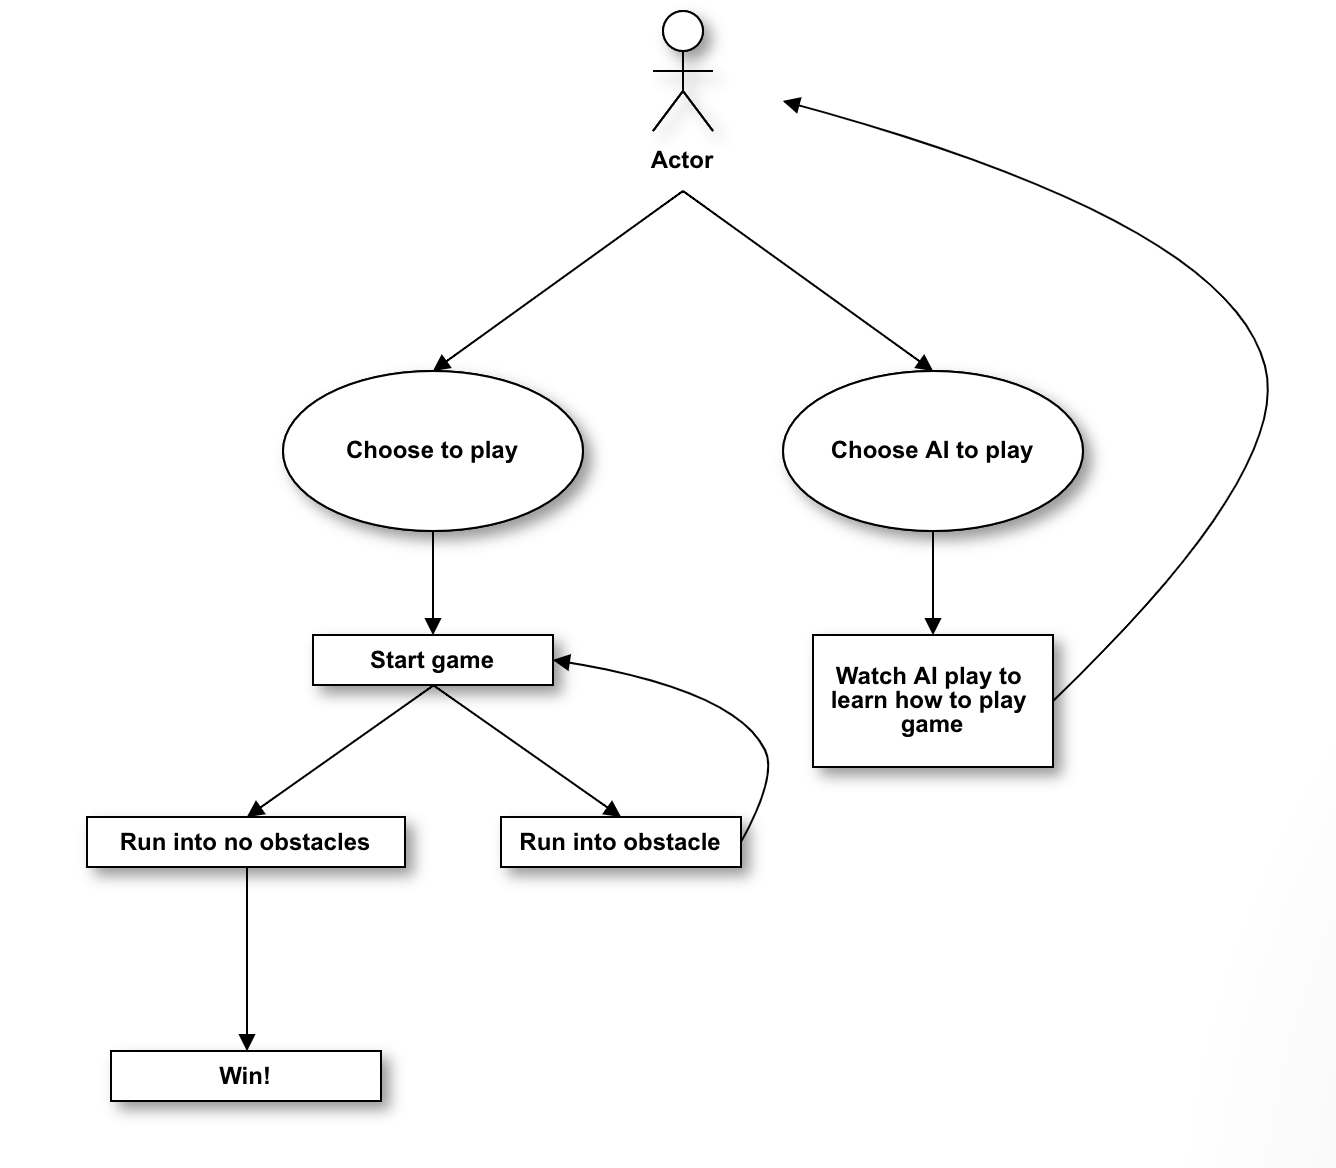 Actor
Choose to play
Choose AI to play
Start game
Watch AI play to
learn how to play
game
Run into no obstacles
Run into obstacle
Win!